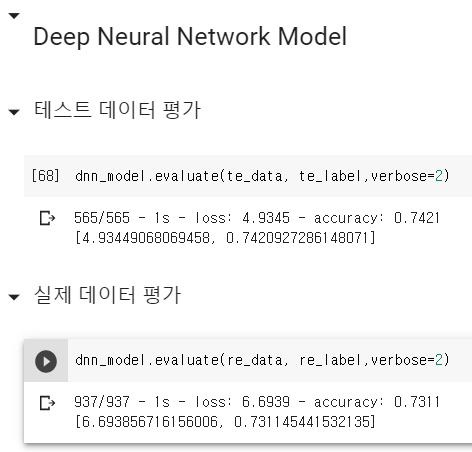 Deep Neural Network Model
테스트 데이터 평가
[68] dnn_model.evaluate(te_data, te_label,verbose=2)
565/565 - 1s - loss: 4.9345 - accuracy: 0.7421
[4.93449068069458, 0.7420927286148071]
실제 데이터 평가
dnn_model.evaluate(re_data, re_label,verbose=2)
937/937 - 1s - loss: 6.6939 - accuracy: 0.7311
[6.693856716156006, 0.731145441532135]